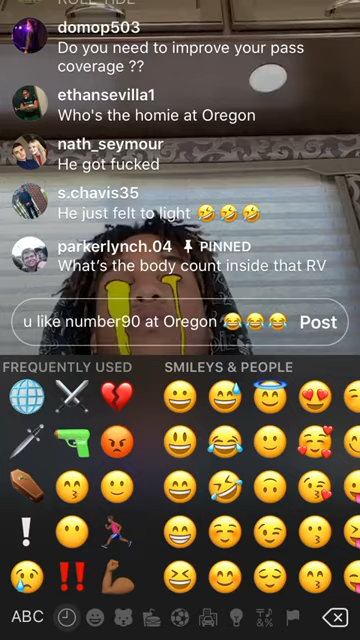 domop503
Do you need to improve your pass
coverage ??
ethansevilla1
Who's the homie at Oregon
nath_seymour
He got fucked
s.chavis35
He just felt to light 🤣🤣🤣
parkerlynch.04 PINNED
What's the body count inside that RV
u like number90 at Oregon 😂😂😂 Post
FREQUENTLY USED SMILEYS & PEOPLE
ABC